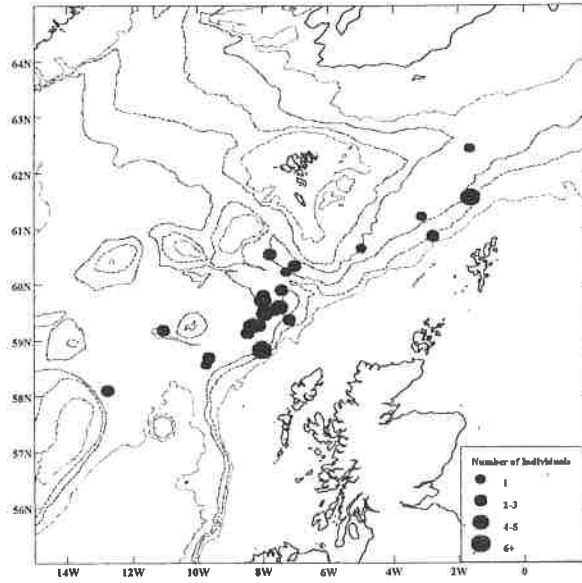 64N
63N
62N
61N
60N
59N
58N
57N
56N
14W 12W 10W 8W 6W 4W 2W 0
Number of Individuals
1
2-3
4-5
6+